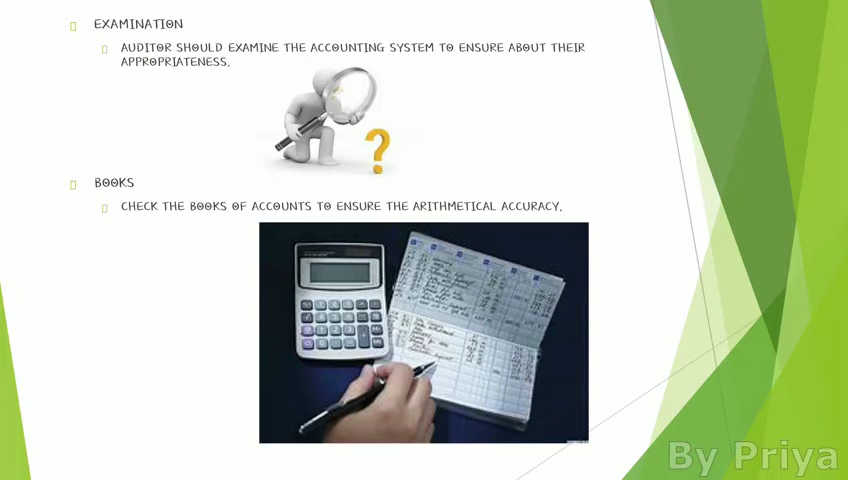 EXAMINATION
AUDITOR SHOULD EXAMINE THE ACCOUNTING SYSTEM TO ENSURE ABOUT THEIR
APPROPRIATENESS.
BOOKS
CHECK THE BOOKS OF ACCOUNTS TO ENSURE THE ARITHMETICAL ACCURACY.
By Priya